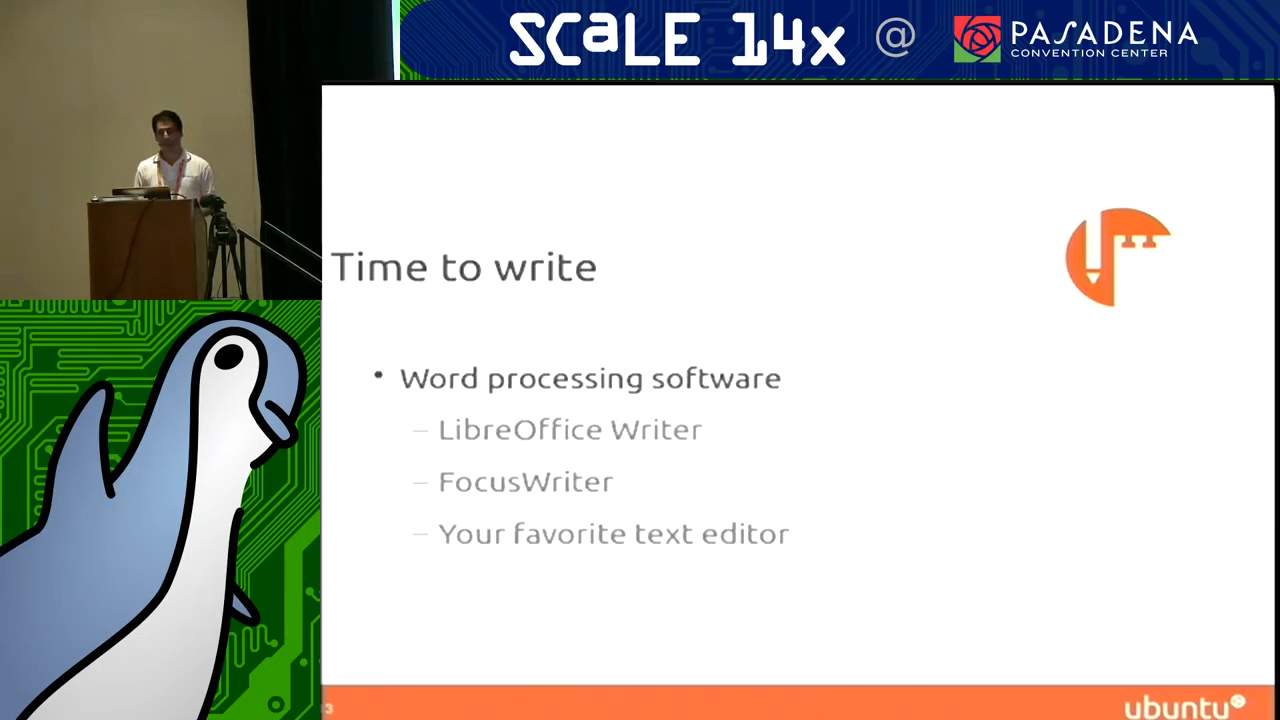 SCaLE 14x @ PASADENA
CONVENTION CENTER
Time to write
• Word processing software
– LibreOffice Writer
– FocusWriter
– Your favorite text editor
3
ubuntu